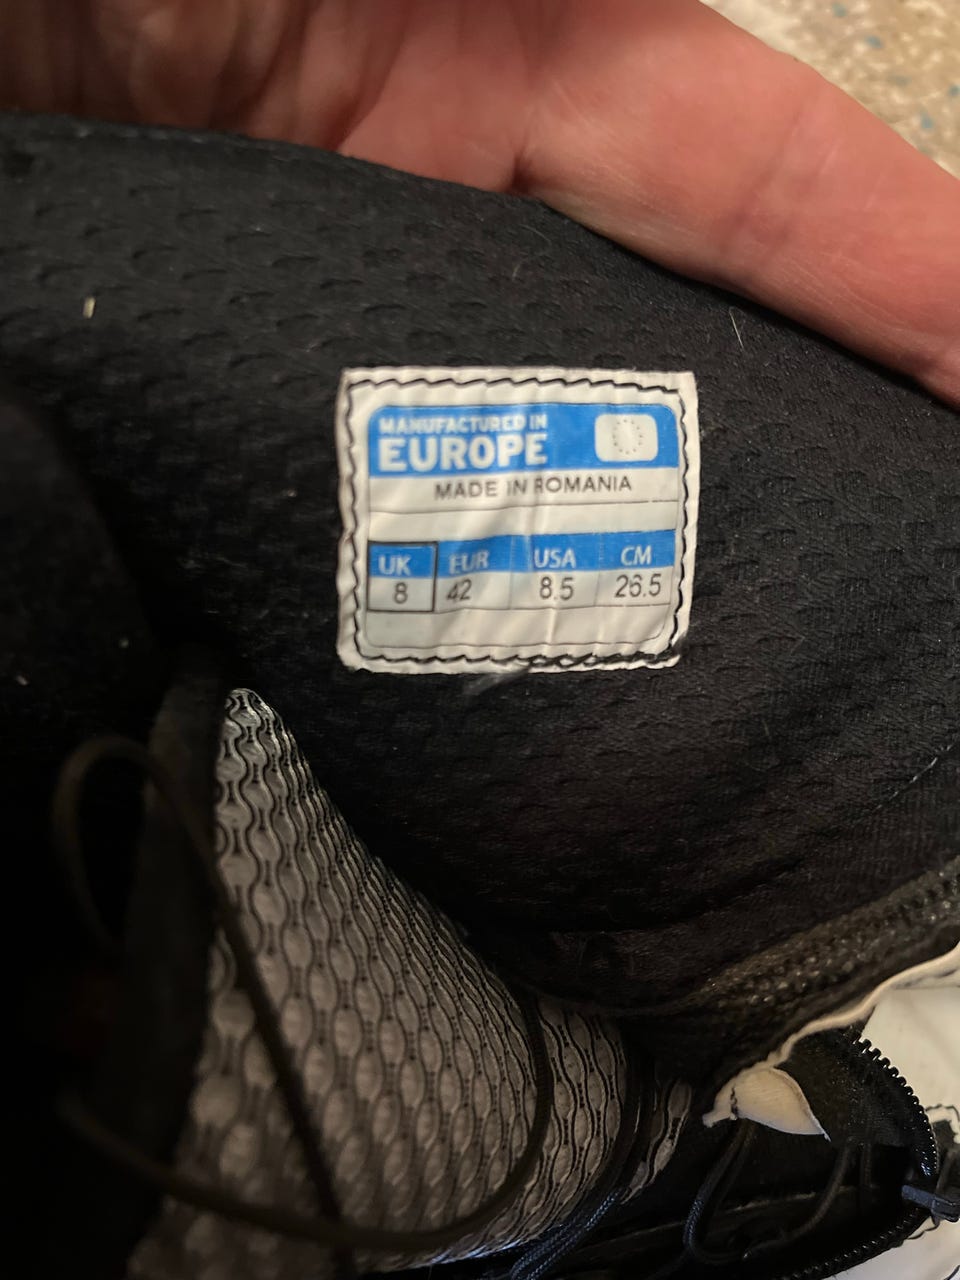 MANUFACTURED IN
EUROPE
MADE IN ROMANIA
UK EUR USA CM
8 42 8.5 26.5